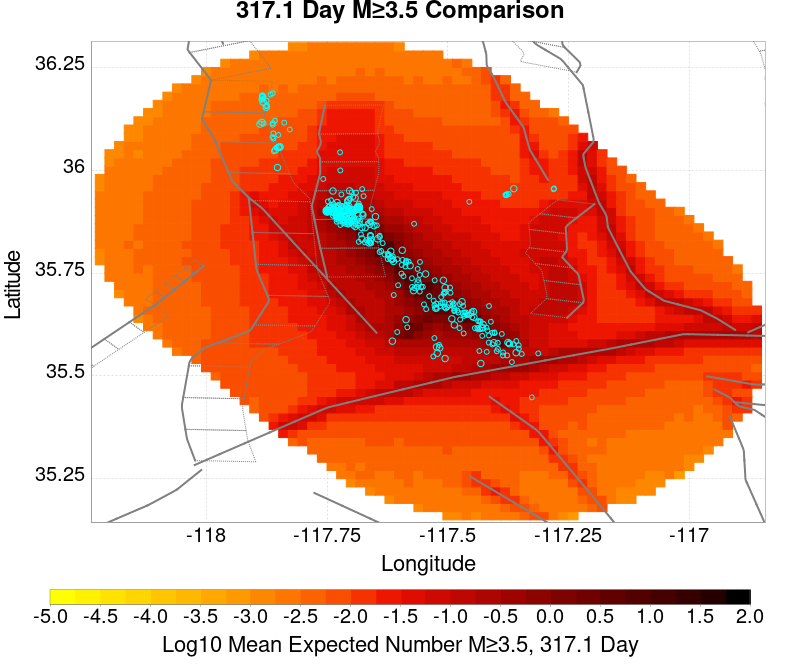 317.1 Day M≥3.5 Comparison
36.25
36
35.75
35.5
35.25
Latitude
-118
-117.75
-117.5
-117.25
-117
Longitude
-5.0 -4.5 -4.0 -3.5 -3.0 -2.5 -2.0 -1.5 -1.0 -0.5 0.0 0.5 1.0 1.5 2.0
Log10 Mean Expected Number M≥3.5, 317.1 Day